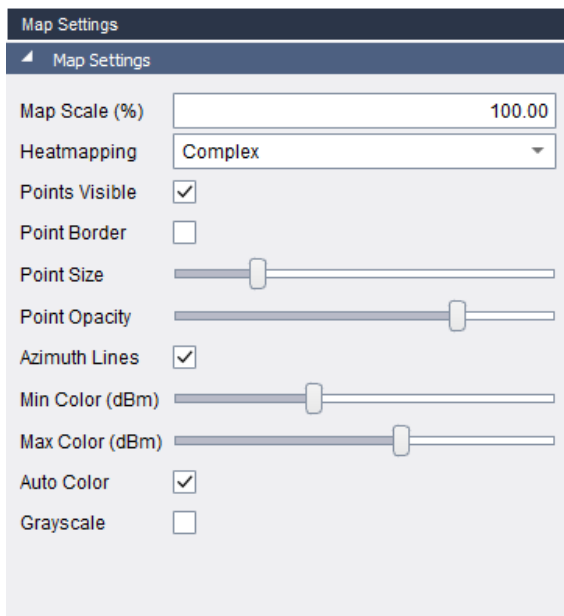 Map Settings
Map Settings
Map Scale (%) 100.00
Heatmapping Complex
Points Visible
Point Border
Point Size
Point Opacity
Azimuth Lines
Min Color (dBm)
Max Color (dBm)
Auto Color
Grayscale